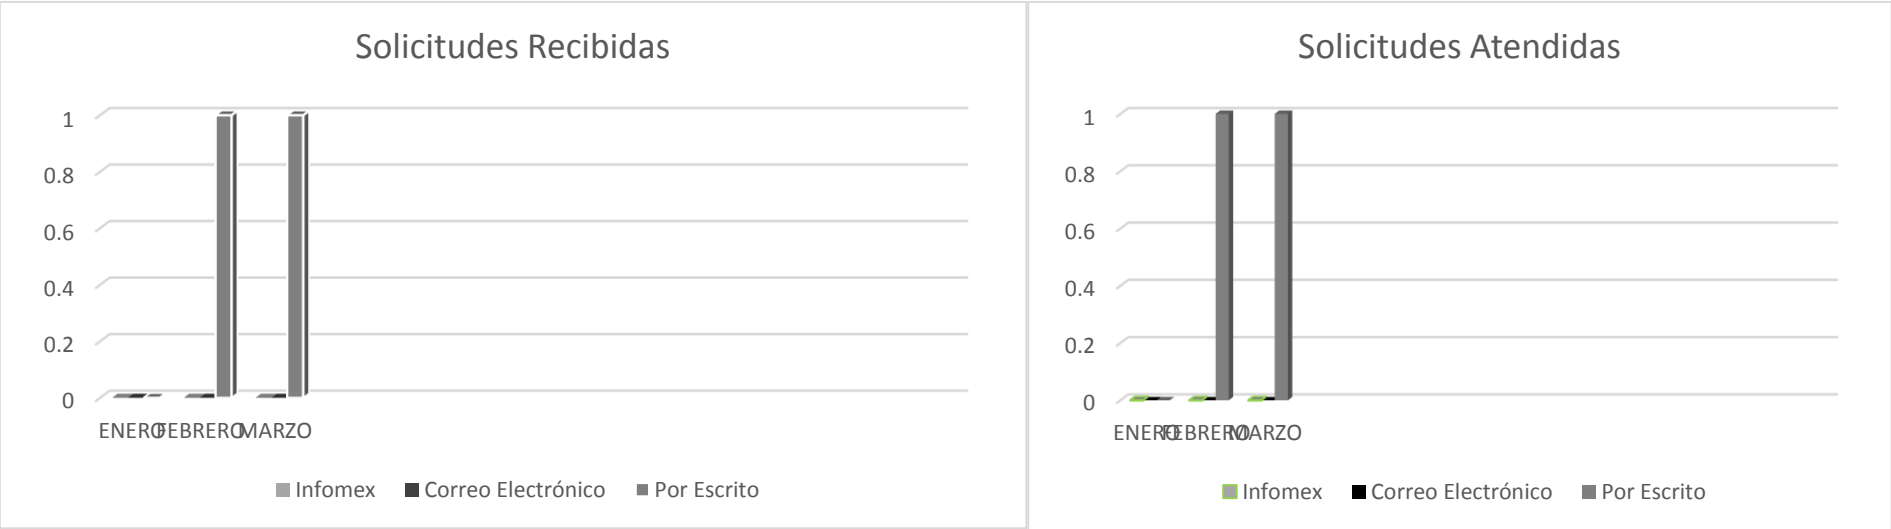 Solicitudes Recibidas
1
0.8
0.6
0.4
0.2
0
ENERO FEBRERO MARZO
Infomex Correo Electrónico Por Escrito
Solicitudes Atendidas
1
0.8
0.6
0.4
0.2
0
ENERO FEBRERO MARZO
Infomex Correo Electrónico Por Escrito